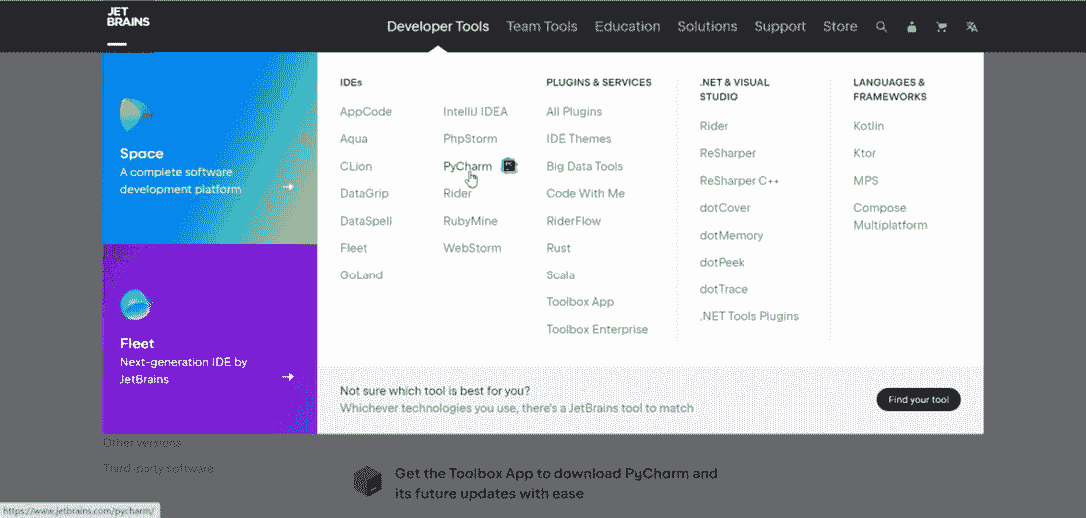 JET
BRAINS
Developer Tools
Team Tools
Education
Solutions
Support
Store
Space
A complete software
development platform
Fleet
Next-generation IDE by
JetBrains
IDEs
AppCode
Aqua
CLion
DataGrip
DataSpell
Fleet
GoLand
IntelliJ IDEA
PhpStorm
PyCharm
PC
Rider
RubyMine
WebStorm
PLUGINS & SERVICES
All Plugins
IDE Themes
Big Data Tools
Code With Me
RiderFlow
Rust
Scala
Toolbox App
Toolbox Enterprise
.NET & VISUAL
STUDIO
Rider
ReSharper
ReSharper C++
dotCover
dotMemory
dotPeek
dotTrace
.NET Tools Plugins
LANGUAGES &
FRAMEWORKS
Kotlin
Ktor
MPS
Compose
Multiplatform
Not sure which tool is best for you?
Whichever technologies you use, there's a JetBrains tool to match
Find your tool
Other versions
Third-party software
Get the Toolbox App to download PyCharm and
its future updates with ease
https://www.jetbrains.com/pycharm/